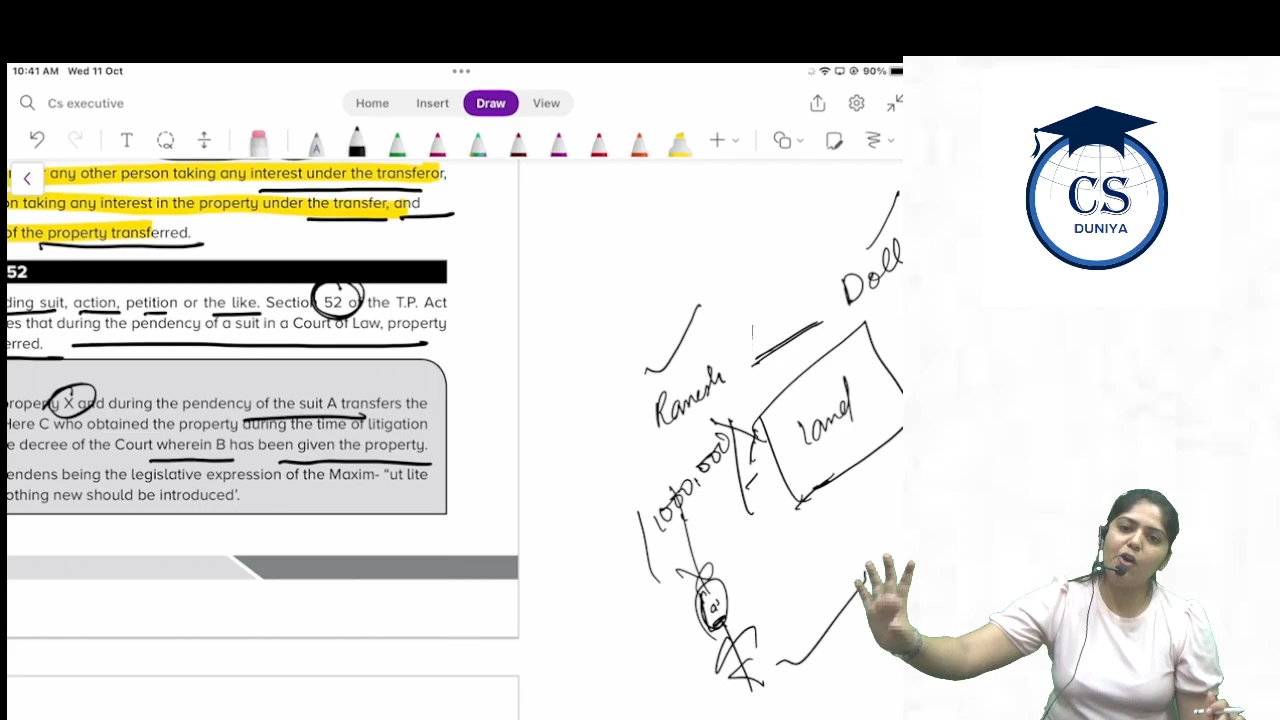 10:41 AM Wed 11 Oct
90%
Cs executive
Home Insert Draw View
any other person taking any interest under the transferor,
on taking any interest in the property under the transfer, and
of the property transferred.
52
ding suit, action, petition or the like. Section 52 of the T.P. Act
es that during the pendency of a suit in a Court of Law, property
erred.
property X and during the pendency of the suit A transfers the
Here C who obtained the property during the time of litigation
e decree of the Court wherein B has been given the property.
endens being the legislative expression of the Maxim- “ut lite
othing new should be introduced’.
Doll
Ramesh
land
CS
DUNIYA